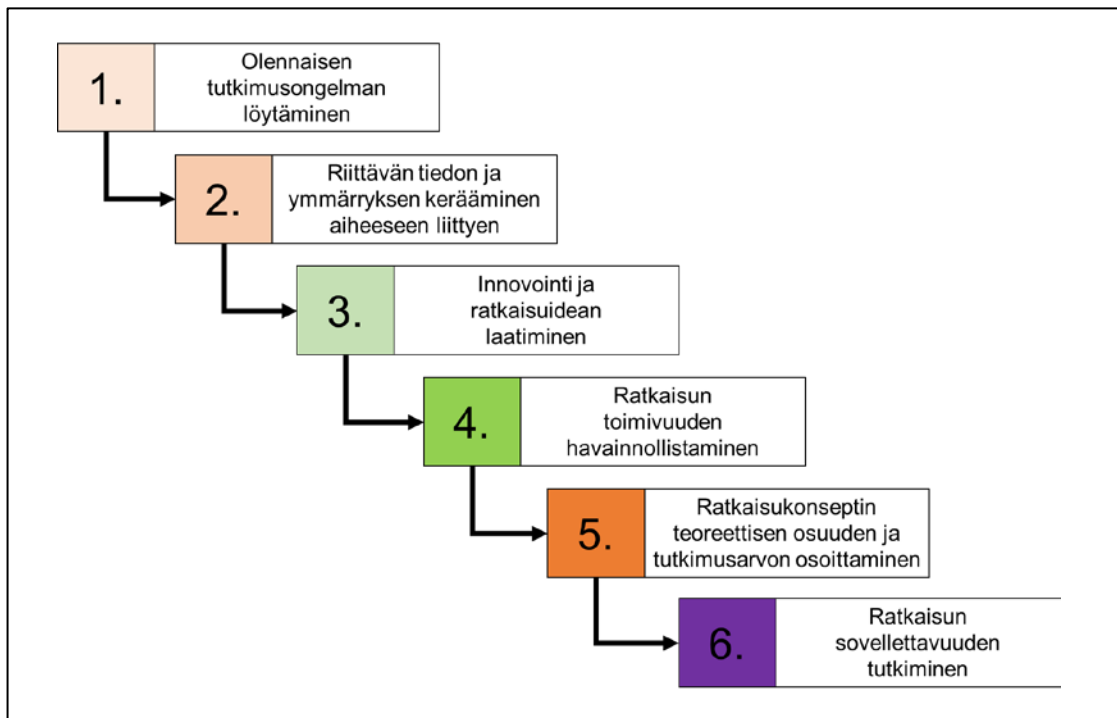 1.
Olennaisen
tutkimusongelman
löytäminen
2.
Riittävän tiedon ja
ymmärryksen kerääminen
aiheeseen liittyen
3.
Innovointi ja
ratkaisuidean
laatiminen
4.
Ratkaisun
toimivuuden
havainnollistaminen
5.
Ratkaisukonseptin
teoreettisen osuuden ja
tutkimusarvon osoittaminen
6.
Ratkaisun
sovellettavuuden
tutkiminen